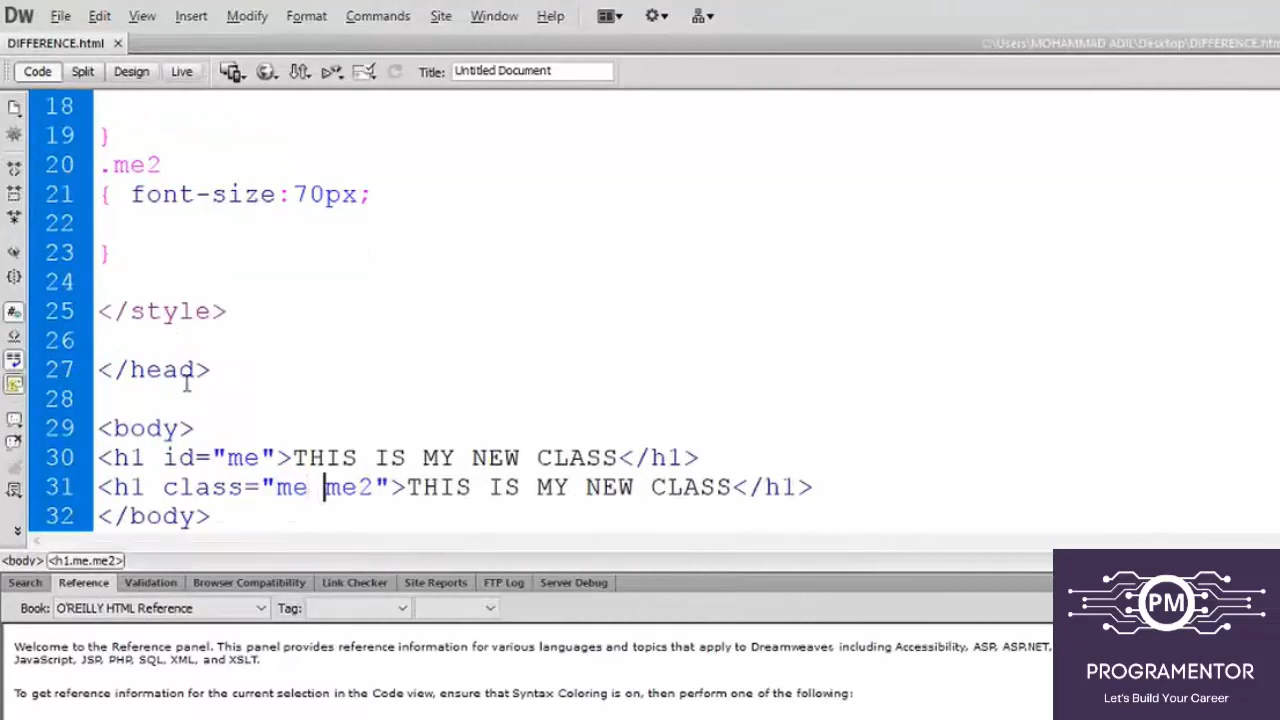 Dw File Edit View Insert Modify Format Commands Site Window Help
DIFFERENCE.html × C:\Users\MOHAMMAD ADIL\Desktop\DIFFERENCE.htm
Code Split Design Live Title: Untitled Document
18
19 }
20 .me2
21 { font-size:70px;
22
23 }
24
25 </style>
26
27 </head>
28
29 <body>
30 <h1 id="me">THIS IS MY NEW CLASS</h1>
31 <h1 class="me me2">THIS IS MY NEW CLASS</h1>
32 </body>
<body> <h1.me.me2>
Search Reference Validation Browser Compatibility Link Checker Site Reports FTP Log Server Debug
Book: O'REILLY HTML Reference Tag:
Welcome to the Reference panel. This panel provides reference information for various languages and topics that apply to Dreamweaver, including Accessibility, ASP, ASP.NET,
JavaScript, JSP, PHP, SQL, XML, and XSLT.
To get reference information for the current selection in the Code view, ensure that Syntax Coloring is on, then perform one of the following:
PM
PROGRAMENTOR
Let's Build Your Career